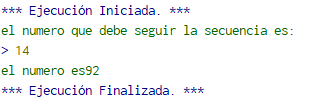 *** Ejecución Iniciada. ***
el numero que debe seguir la secuencia es:
> 14
el numero es92
*** Ejecución Finalizada. ***